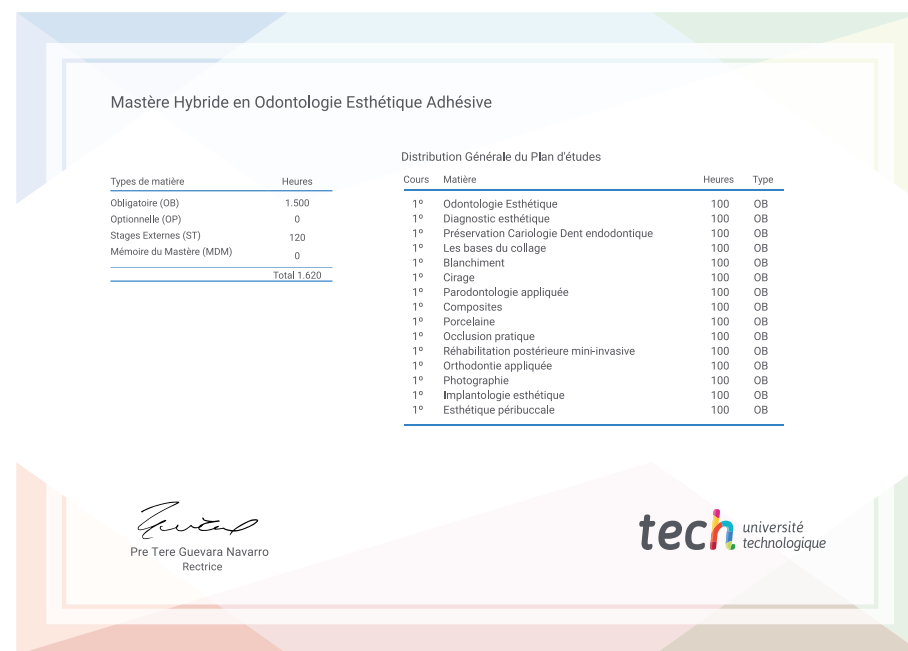 Mastère Hybride en Odontologie Esthétique Adhésive
Types de matière Heures
Obligatoire (OB) 1.500
Optionnelle (OP) 0
Stages Externes (ST) 120
Mémoire du Mastère (MDM) 0
Total 1.620
Distribution Générale du Plan d'études
Cours Matière Heures Type
1º Odontologie Esthétique 100 OB
1º Diagnostic esthétique 100 OB
1º Préservation Cariologie Dent endodontique 100 OB
1º Les bases du collage 100 OB
1º Blanchiment 100 OB
1º Cirage 100 OB
1º Parodontologie appliquée 100 OB
1º Composites 100 OB
1º Porcelaine 100 OB
1º Occlusion pratique 100 OB
1º Réhabilitation postérieure mini-invasive 100 OB
1º Orthodontie appliquée 100 OB
1º Photographie 100 OB
1º Implantologie esthétique 100 OB
1º Esthétique péribuccale 100 OB
Pre Tere Guevara Navarro
Rectrice
tech université
technologique